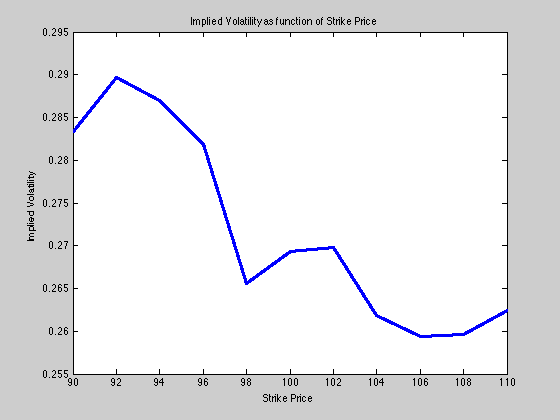 Implied Volatility as function of Strike Price
0.295
0.29
0.285
0.28
0.275
0.27
0.265
0.26
0.255
Implied Volatility
90 92 94 96 98 100 102 104 106 108 110
Strike Price